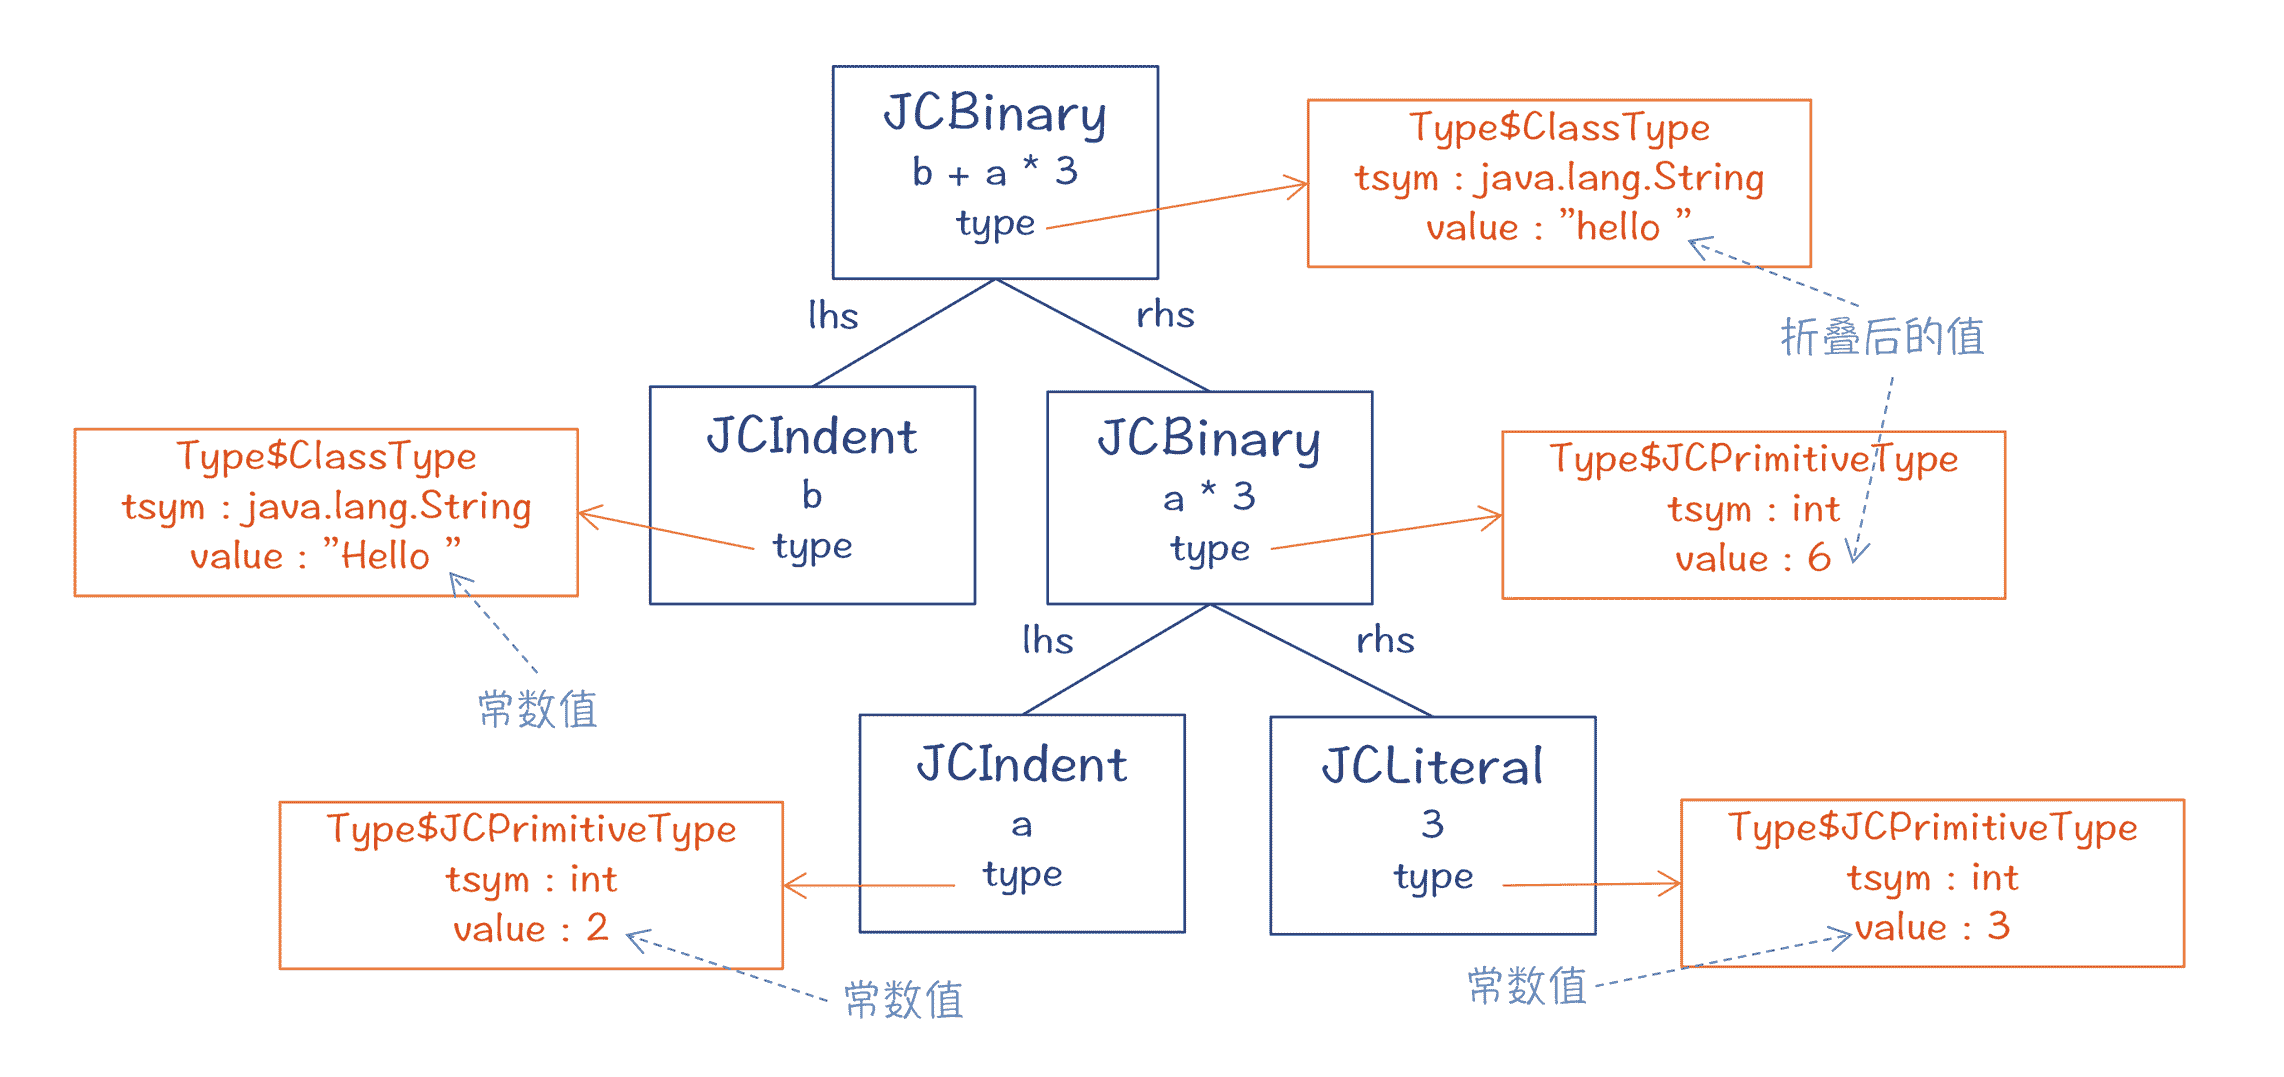 JCBinary
b + a * 3
type
Type$ClassType
tsym : java.lang.String
value : ”hello ”
lhs
rhs
折叠后的值
Type$ClassType
tsym : java.lang.String
value : ”Hello ”
JCIndent
b
type
JCBinary
a * 3
type
Type$JCPrimitiveType
tsym : int
value : 6
lhs
rhs
常数值
Type$JCPrimitiveType
tsym : int
value : 2
JCIndent
a
type
JCLiteral
3
type
Type$JCPrimitiveType
tsym : int
value : 3
常数值
常数值